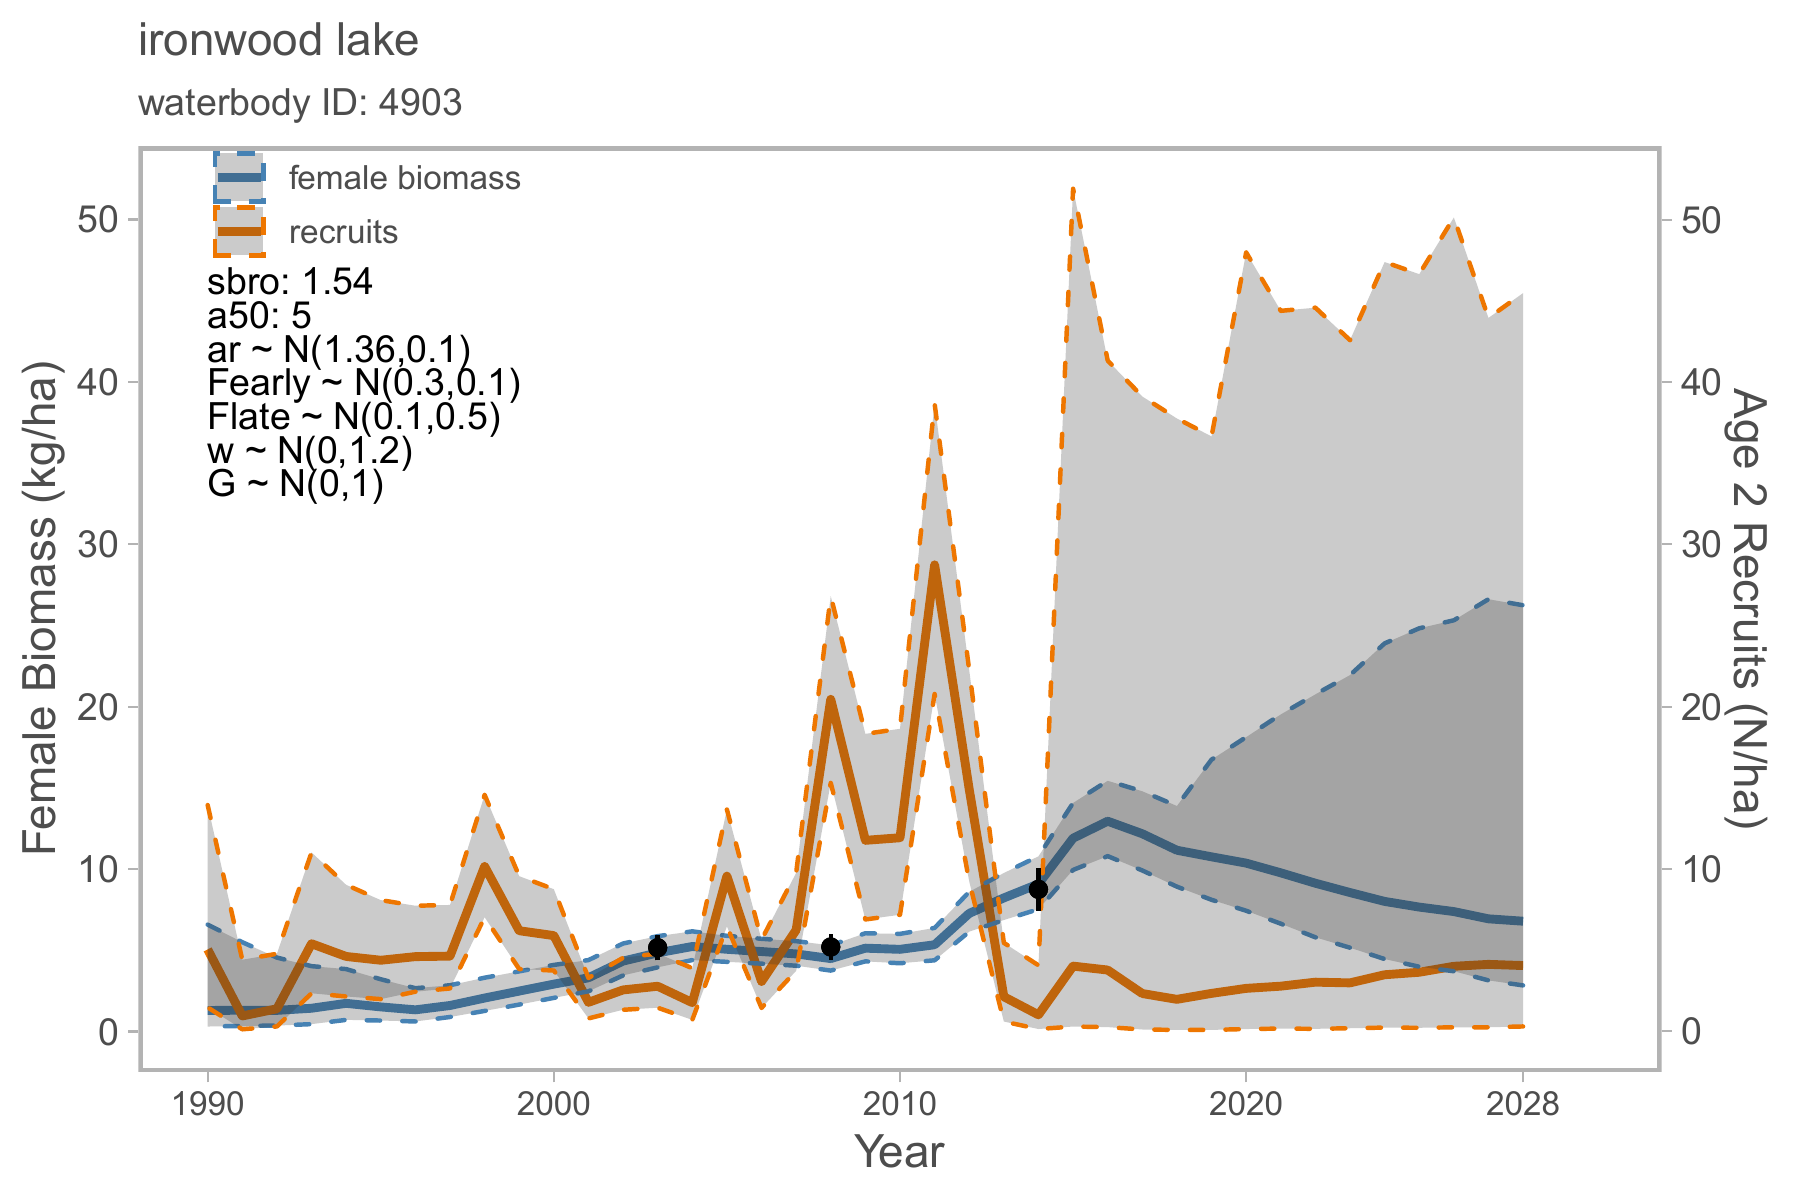 ironwood lake
waterbody ID: 4903
female biomass
recruits
sbro: 1.54
a50: 5
ar ~ N(1.36,0.1)
Fearly ~ N(0.3,0.1)
Flate ~ N(0.1,0.5)
w ~ N(0,1.2)
G ~ N(0,1)
Female Biomass (kg/ha)
50
40
30
20
10
0
50
40
30
20
10
0
Age 2 Recruits (N/ha)
1990 2000 2010 2020 2028
Year